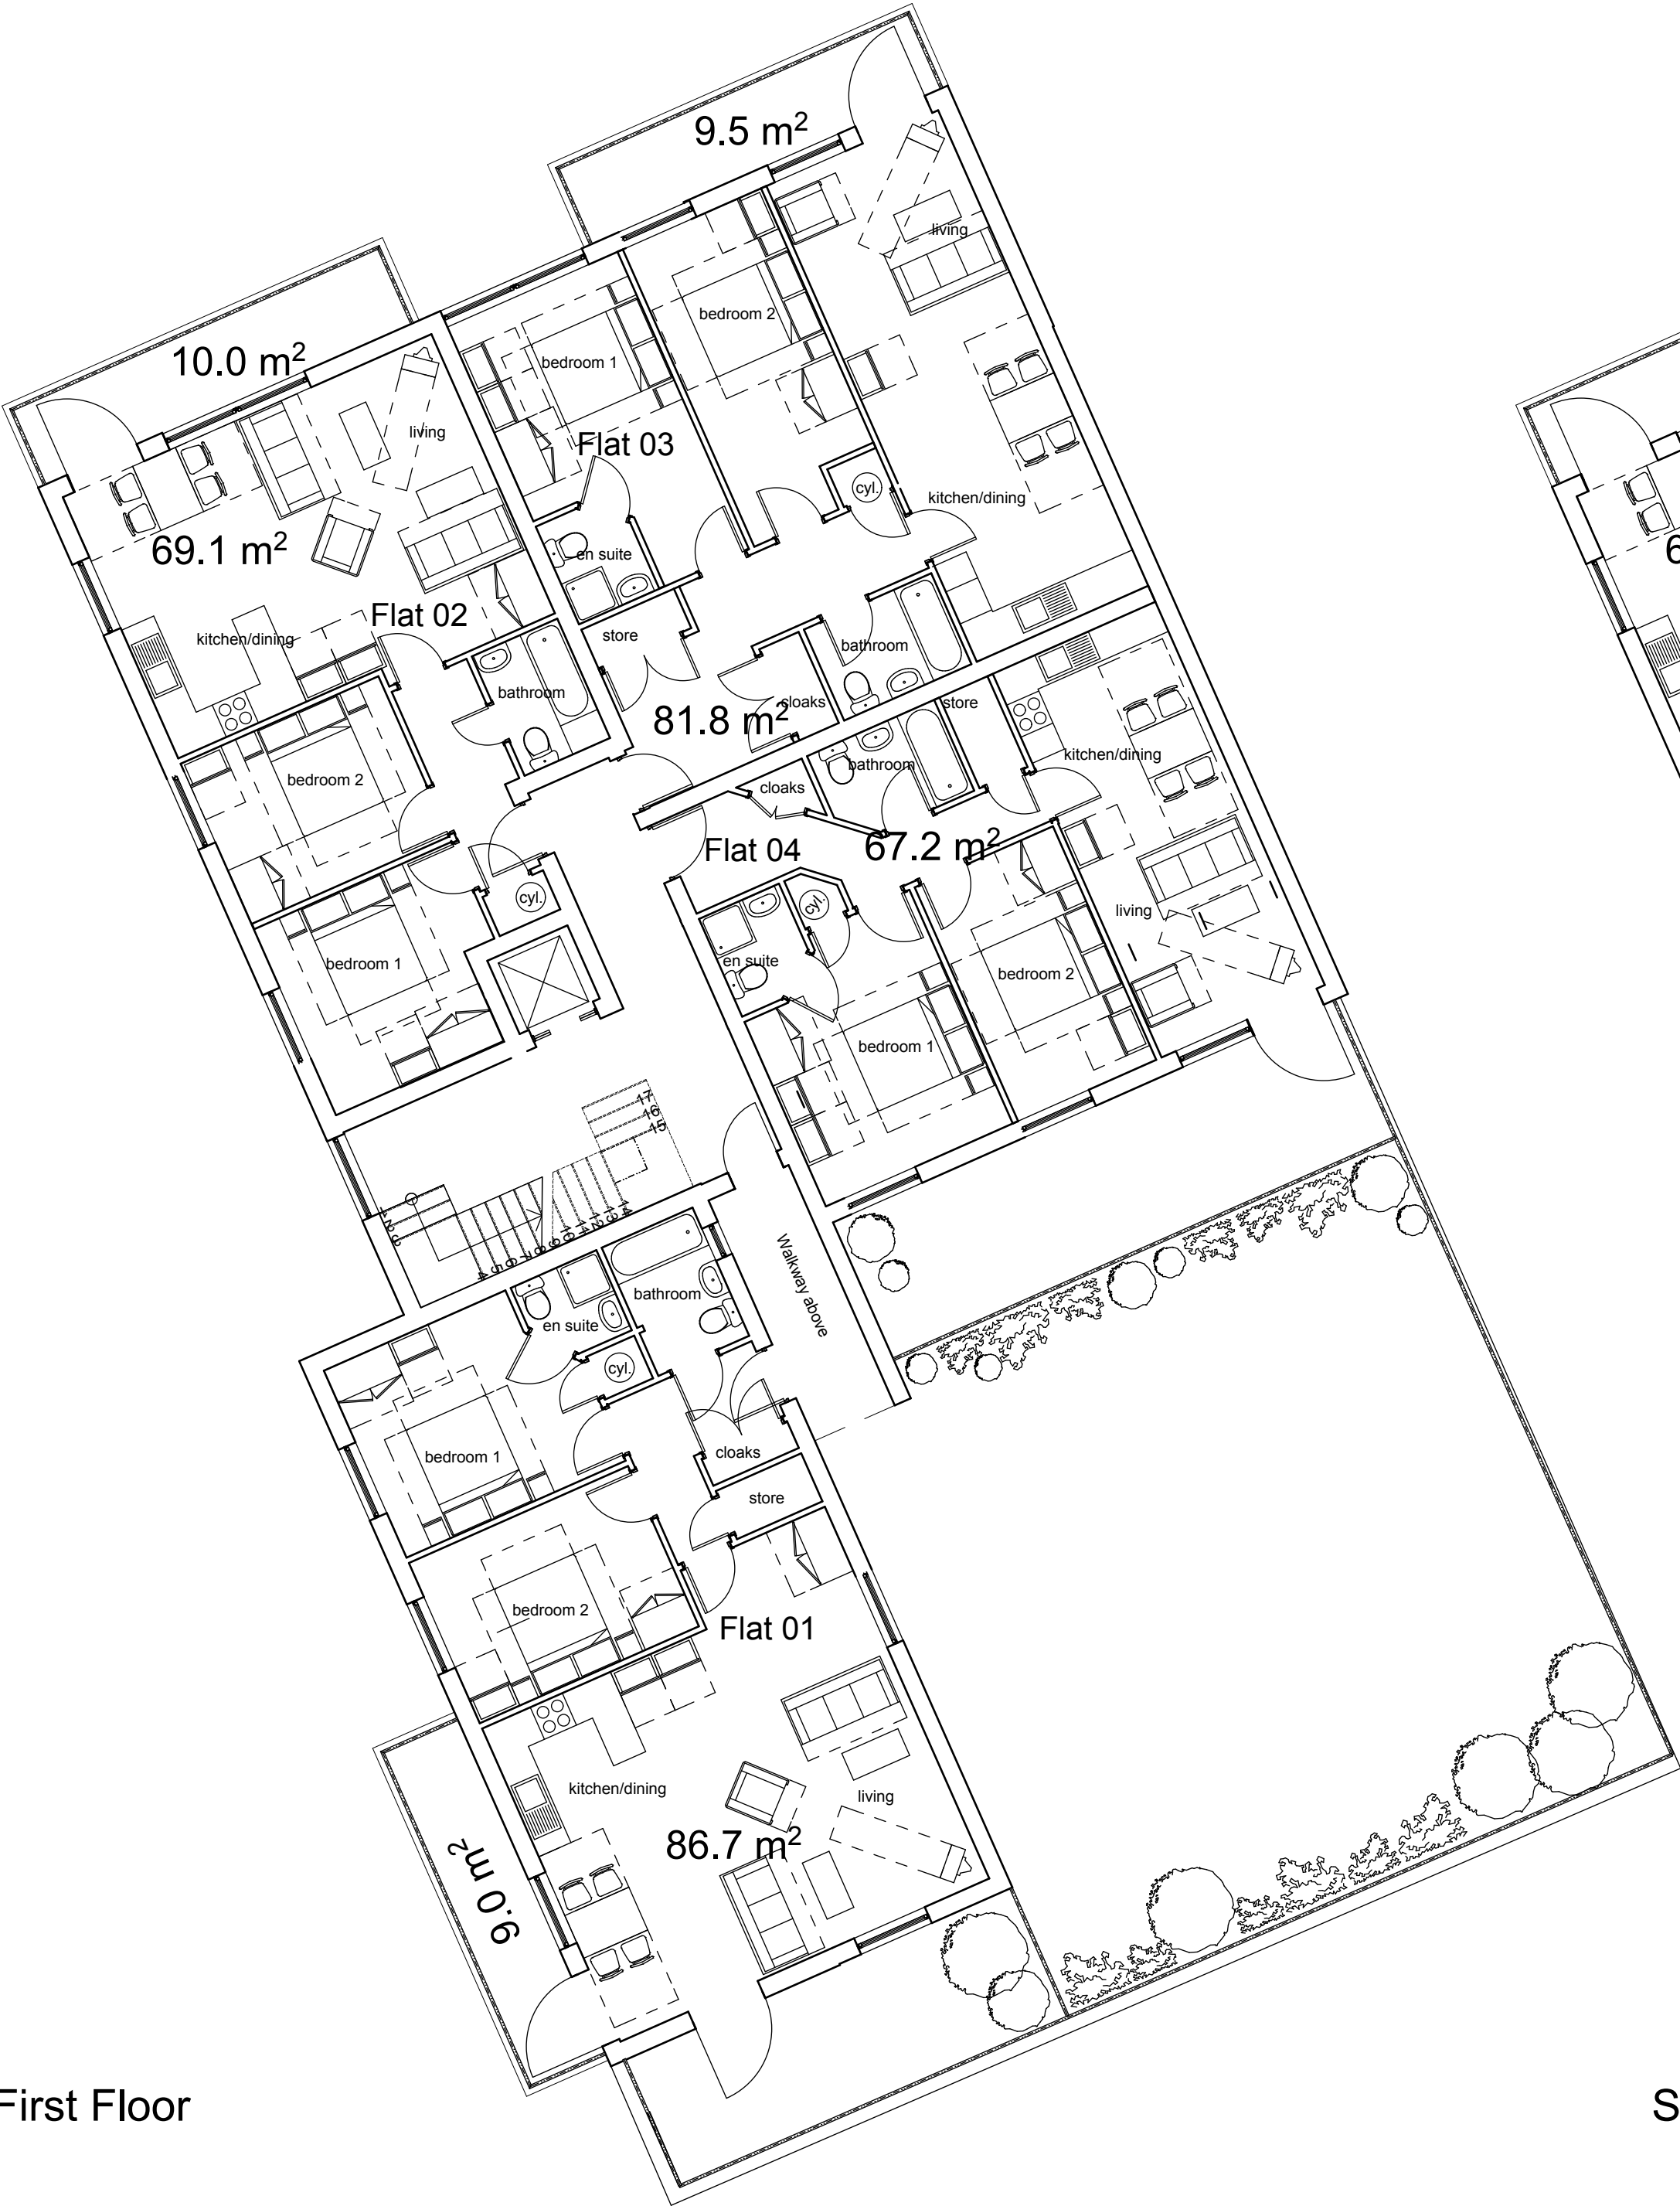 9.5 m²
living
10.0 m²
bedroom 2
bedroom 1
living
Flat 03
cyl.
kitchen/dining
69.1 m²
en suite
Flat 02
store
kitchen/dining
bathroom
bathroom
cloaks
store
81.8 m²
kitchen/dining
bathroom
bedroom 2
cloaks
Flat 04
67.2 m²
cyl.
cyl.
living
en suite
bedroom 1
bedroom 2
bedroom 1
17
16
15
Walkway above
bathroom
en suite
cyl.
bedroom 1
cloaks
store
bedroom 2
Flat 01
kitchen/dining
living
86.7 m²
9.0 m²
First Floor